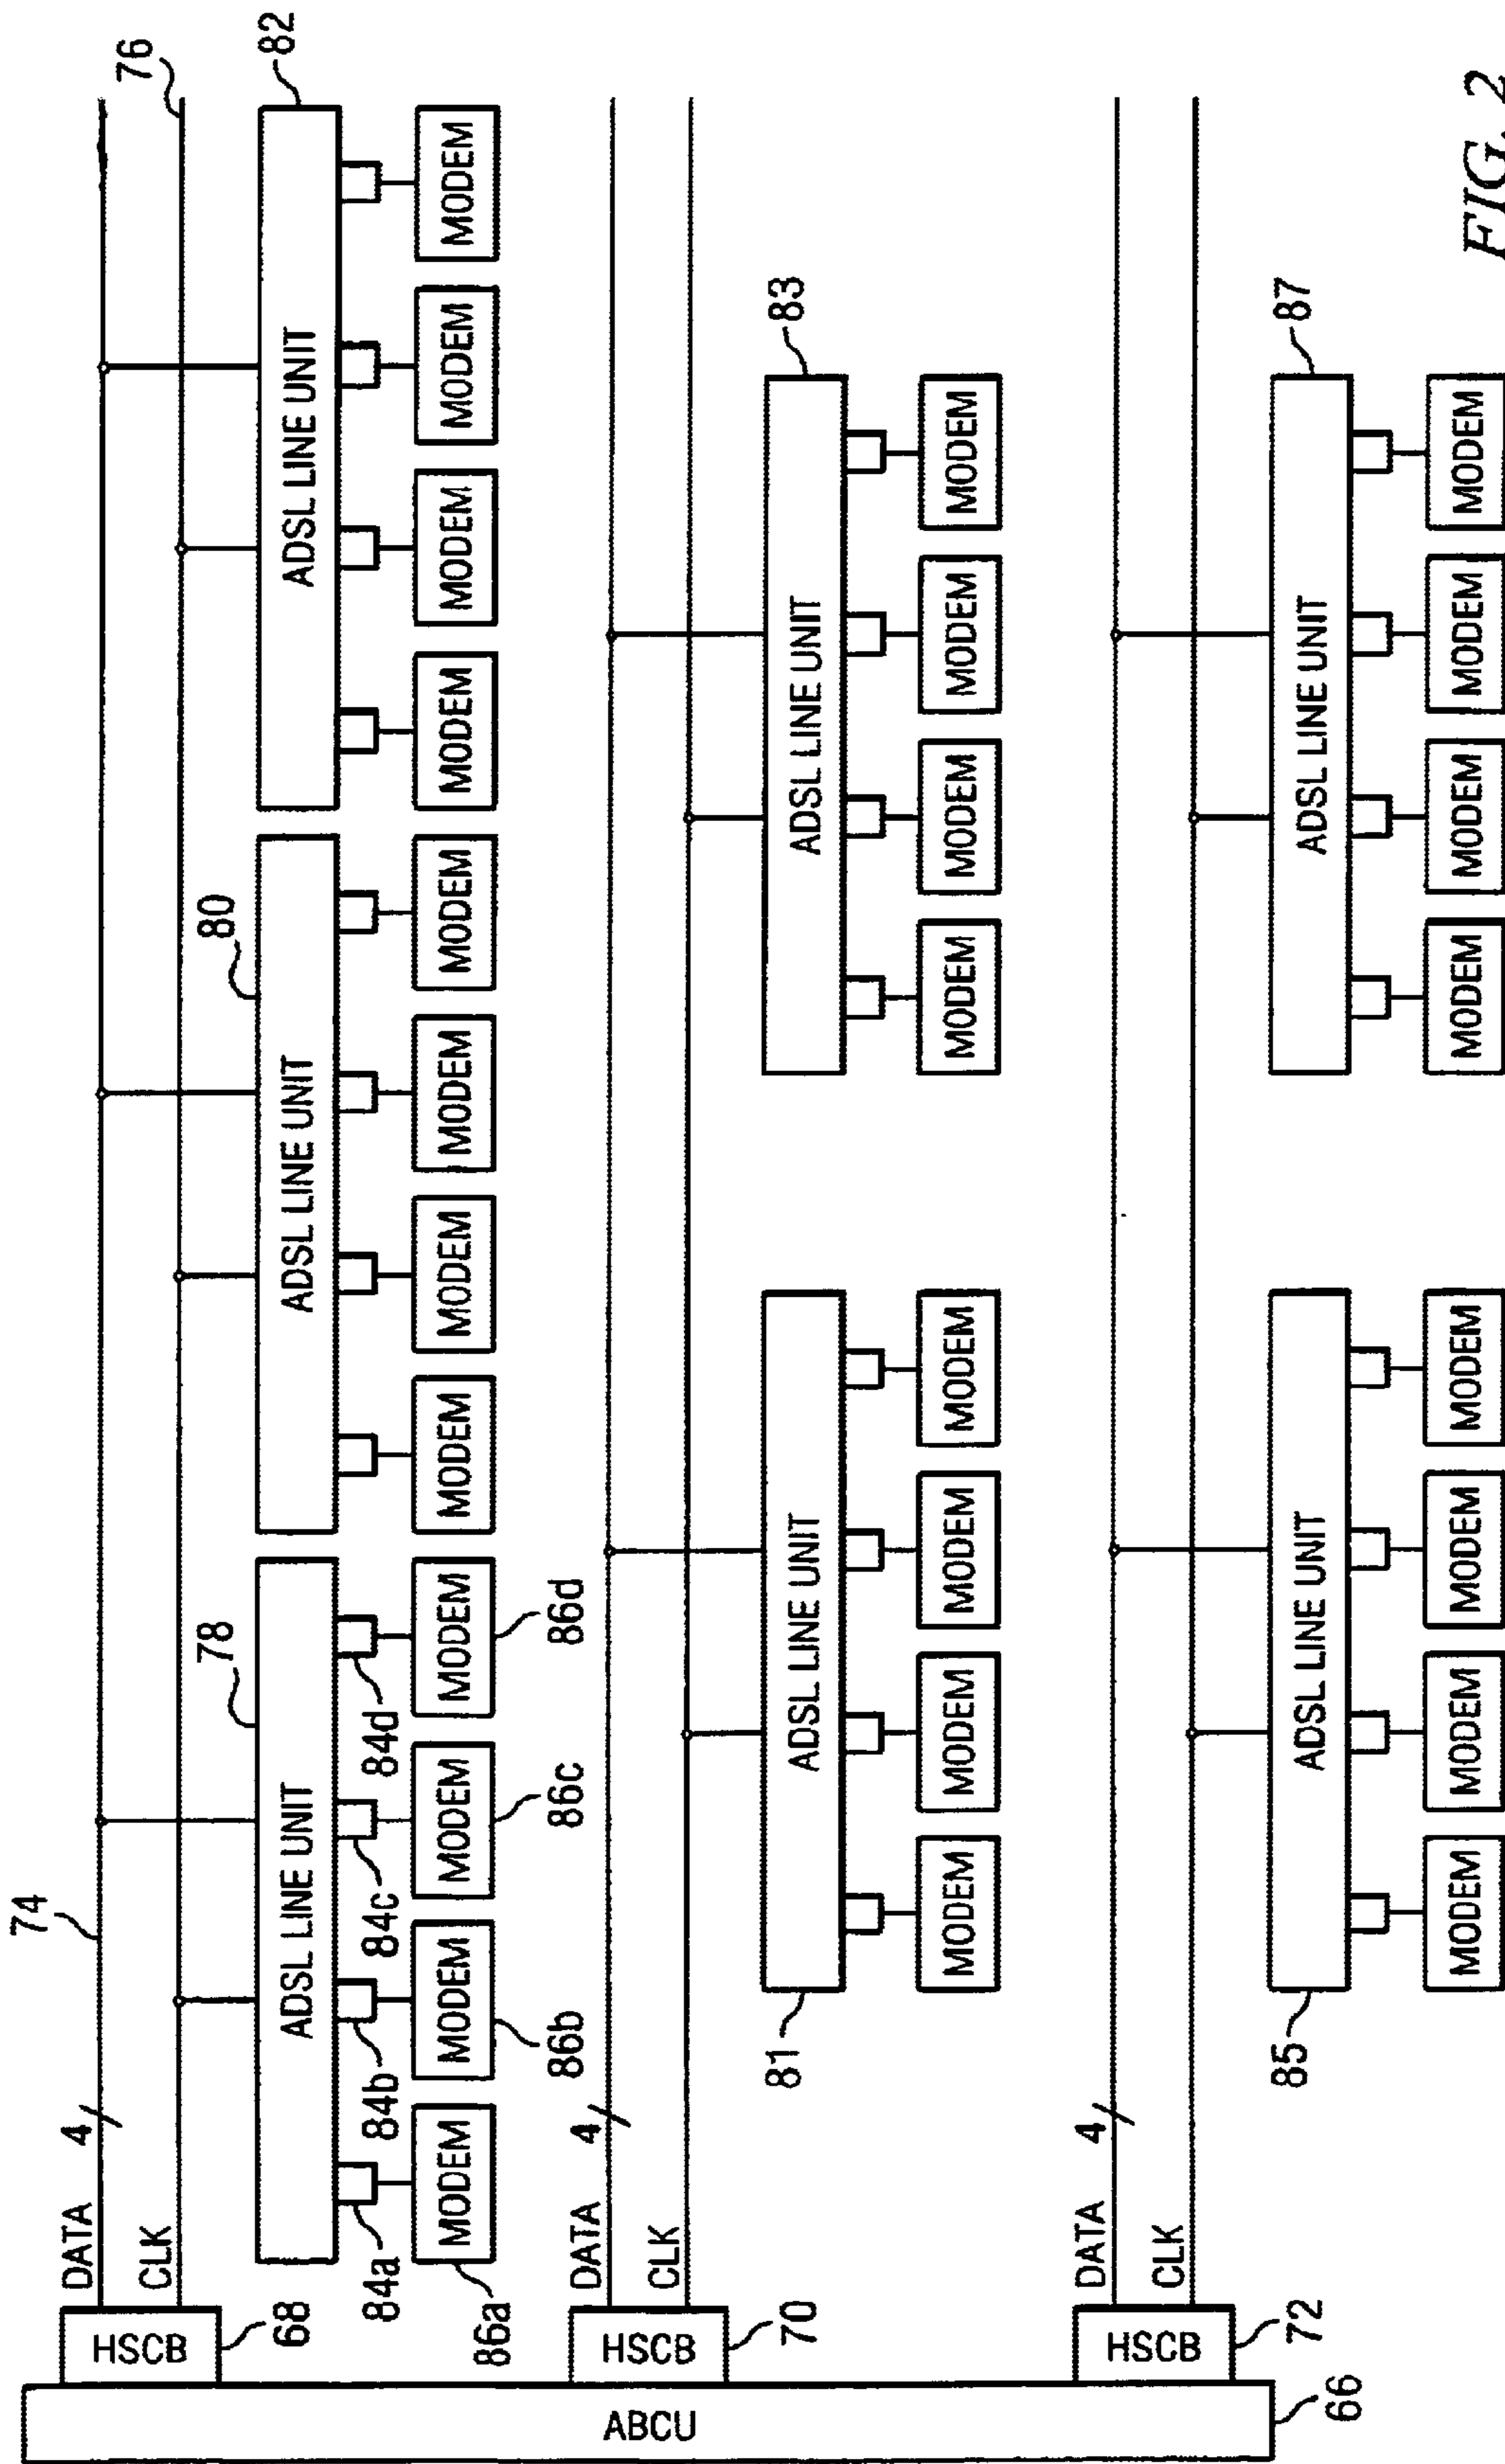 74
76
DATA 4
CLK
HSCB
68
78
80
82
ADSL LINE UNIT
ADSL LINE UNIT
ADSL LINE UNIT
84a 84b 84c 84d
MODEM MODEM MODEM MODEM MODEM MODEM MODEM MODEM MODEM MODEM MODEM MODEM
86a 86b 86c 86d
DATA 4
CLK
HSCB
70
81
83
ADSL LINE UNIT
ADSL LINE UNIT
MODEM MODEM MODEM MODEM MODEM MODEM MODEM MODEM
DATA 4
CLK
HSCB
72
85
87
ADSL LINE UNIT
ADSL LINE UNIT
MODEM MODEM MODEM MODEM MODEM MODEM MODEM MODEM
ABCU
66
FIG. 2